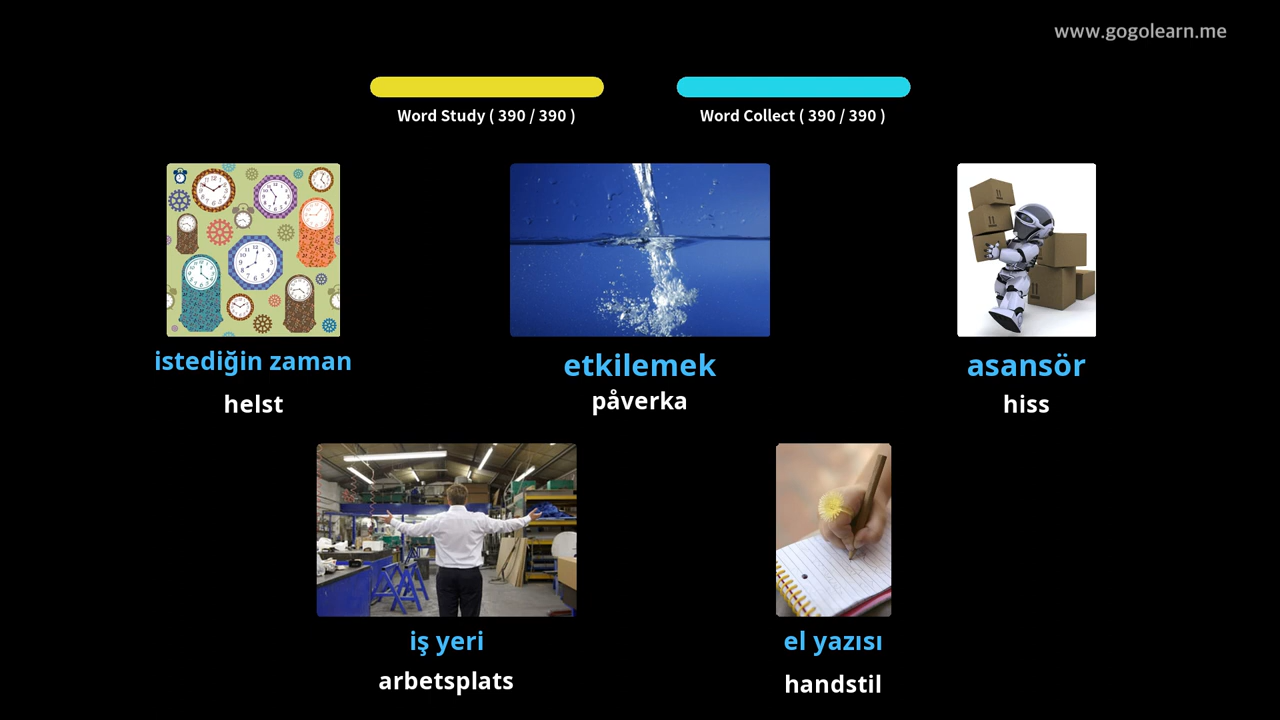 www.gogolearn.me
Word Study ( 390 / 390 )
Word Collect ( 390 / 390 )
istediğin zaman
helst
etkilemek
påverka
asansör
hiss
iş yeri
arbetsplats
el yazısı
handstil